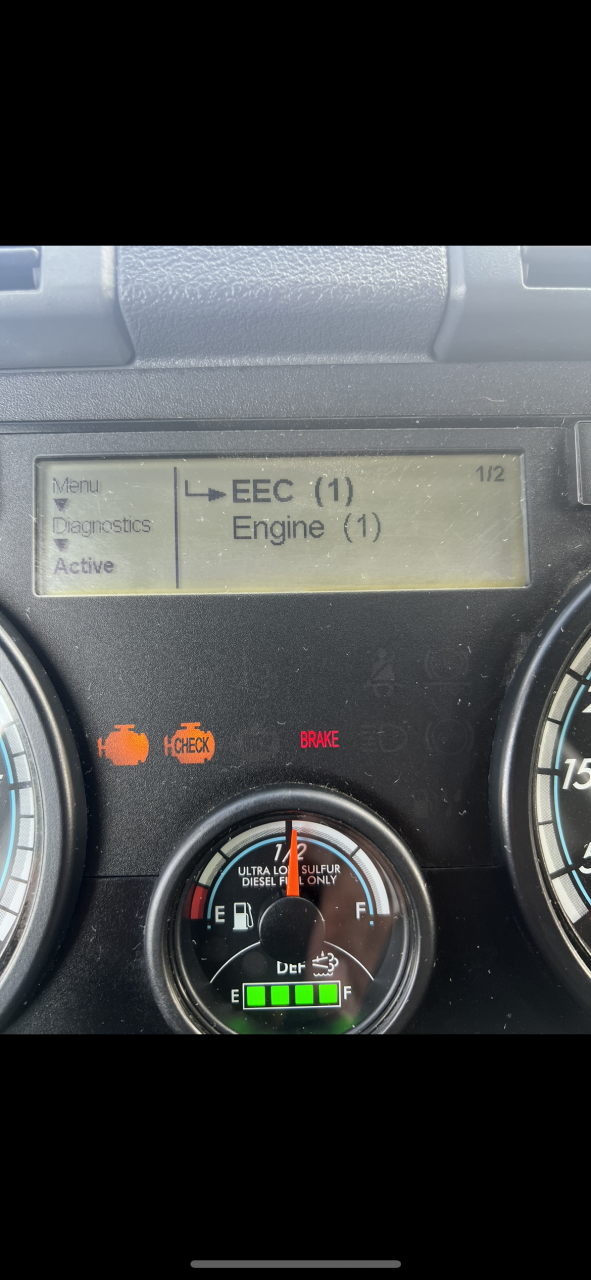 Menu
Diagnostics
Active
EEC (1)
Engine (1)
1/2
CHECK
BRAKE
1/2
ULTRA LOW SULFUR
DIESEL FUEL ONLY
E
F
DEF
E
F
15